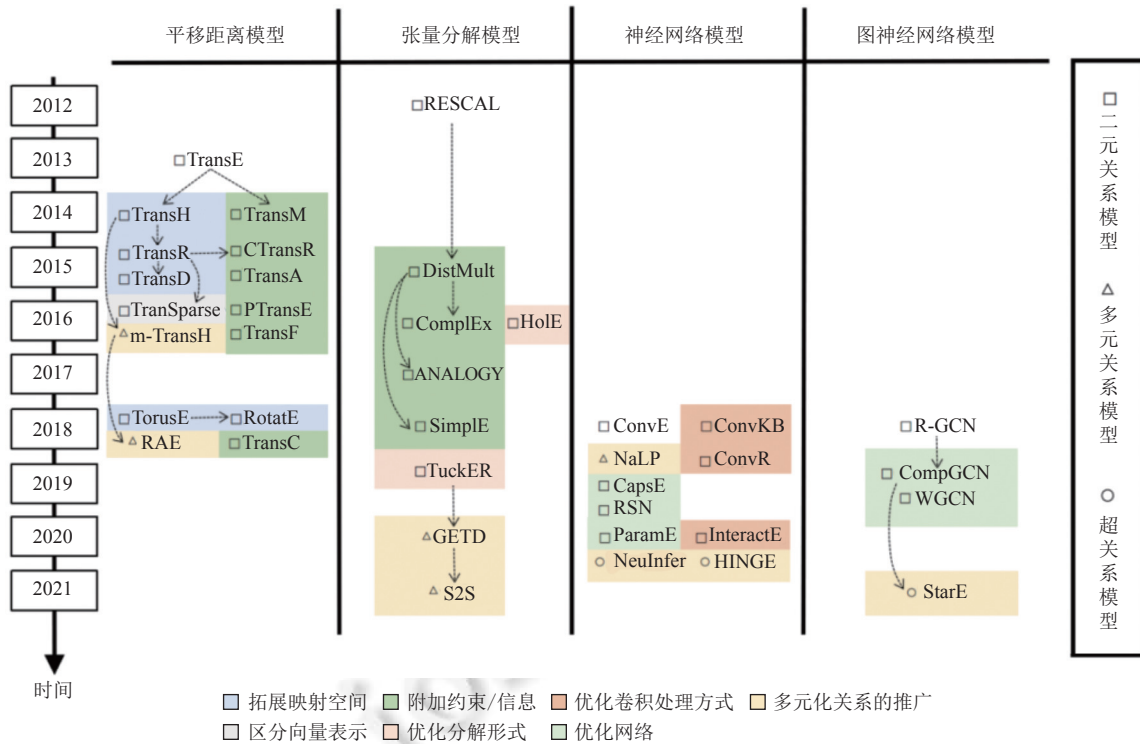 平移距离模型 张量分解模型 神经网络模型 图神经网络模型
2012
2013
2014
2015
2016
2017
2018
2019
2020
2021
时间
TransE
TransH TransM
TransR CTransR
TransD TransA
TranSparse PTransE
m-TransH TransF
TorusE RotatE
RAE TransC
RESCAL
DistMult
ComplEx HolE
ANALOGY
SimplE
TuckER
GETD
S2S
ConvE ConvKB
NaLP ConvR
CapsE
RSN
ParamE InteractE
NeuInfer HINGE
R-GCN
CompGCN
WGCN
StarE
二元关系模型
多元关系模型
超关系模型
拓展映射空间 附加约束/信息 优化卷积处理方式 多元化关系的推广
区分向量表示 优化分解形式 优化网络